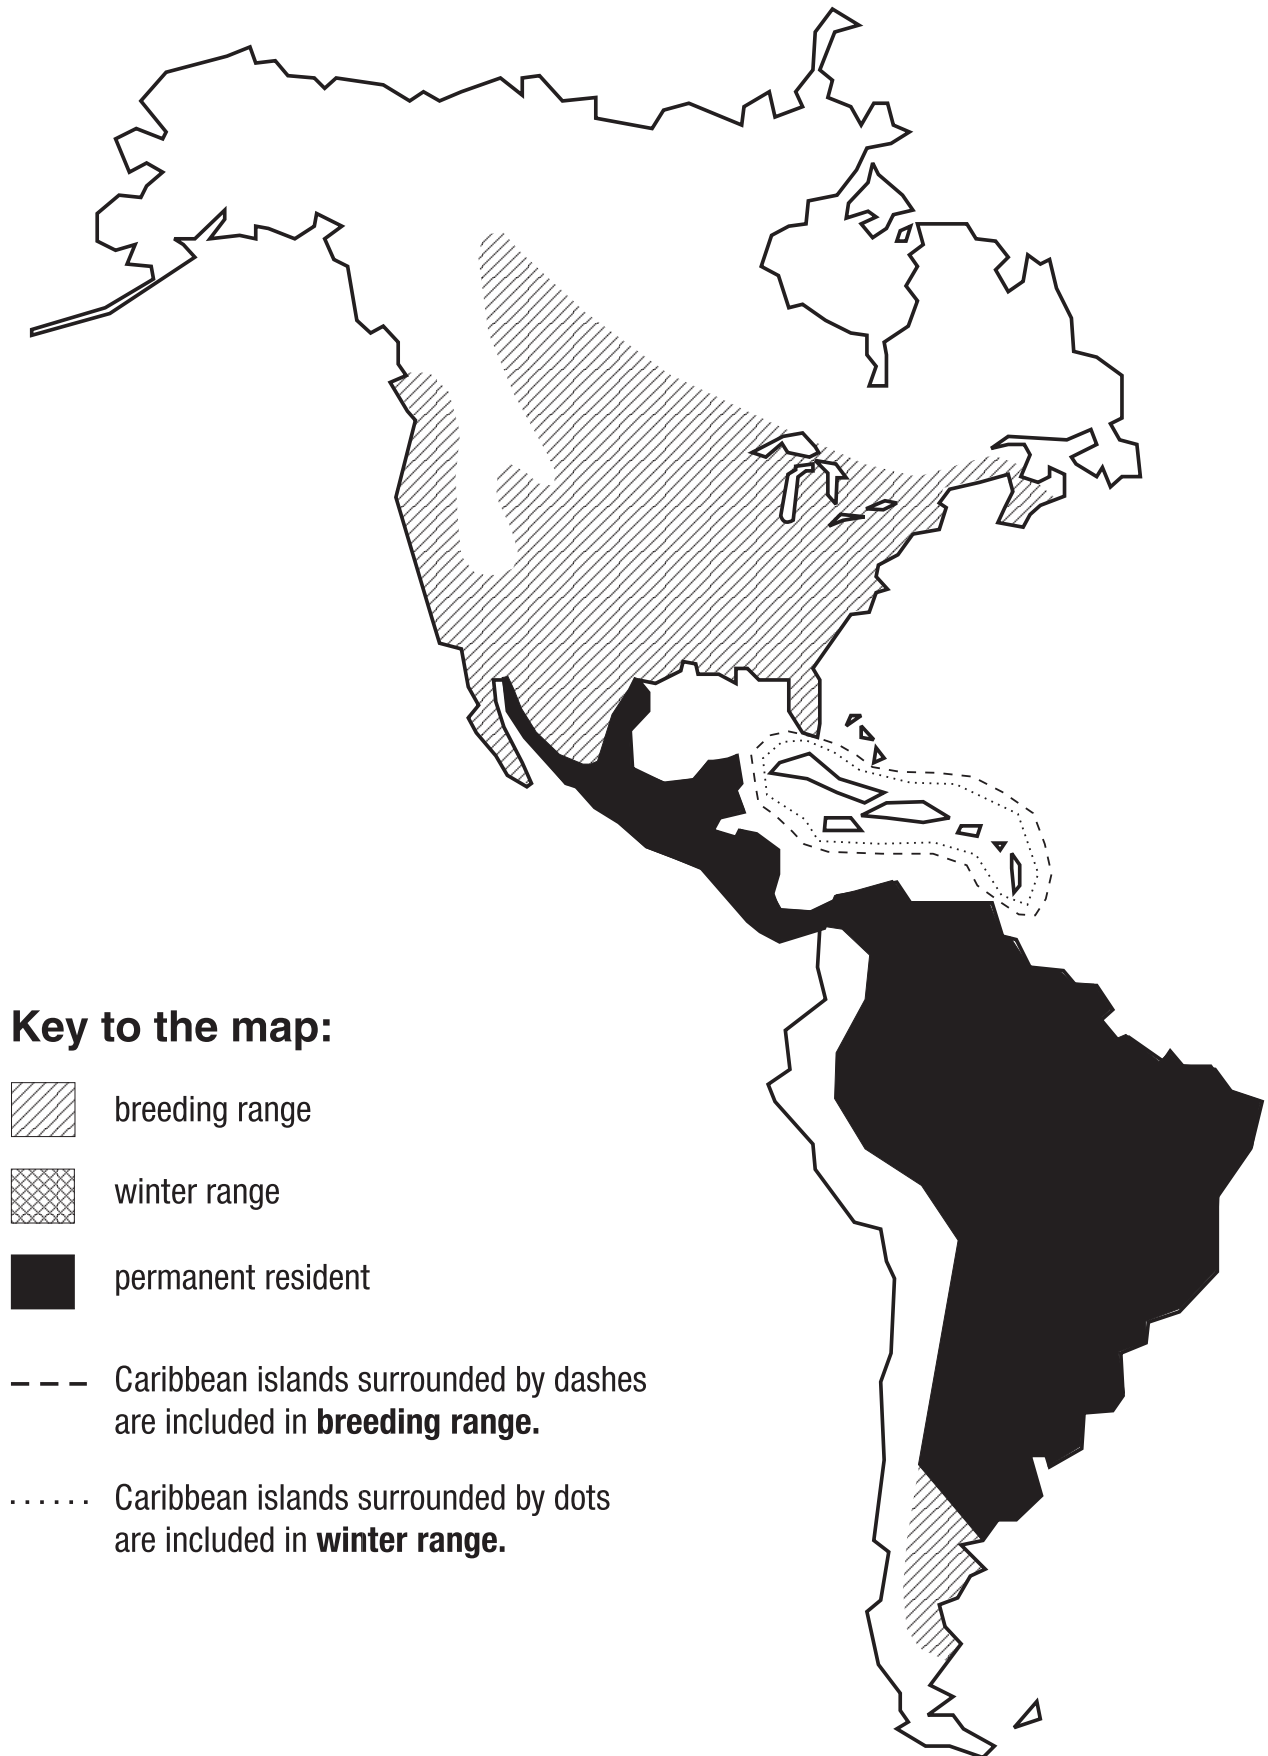 Key to the map:
breeding range
winter range
permanent resident
Caribbean islands surrounded by dashes
are included in breeding range.
Caribbean islands surrounded by dots
are included in winter range.